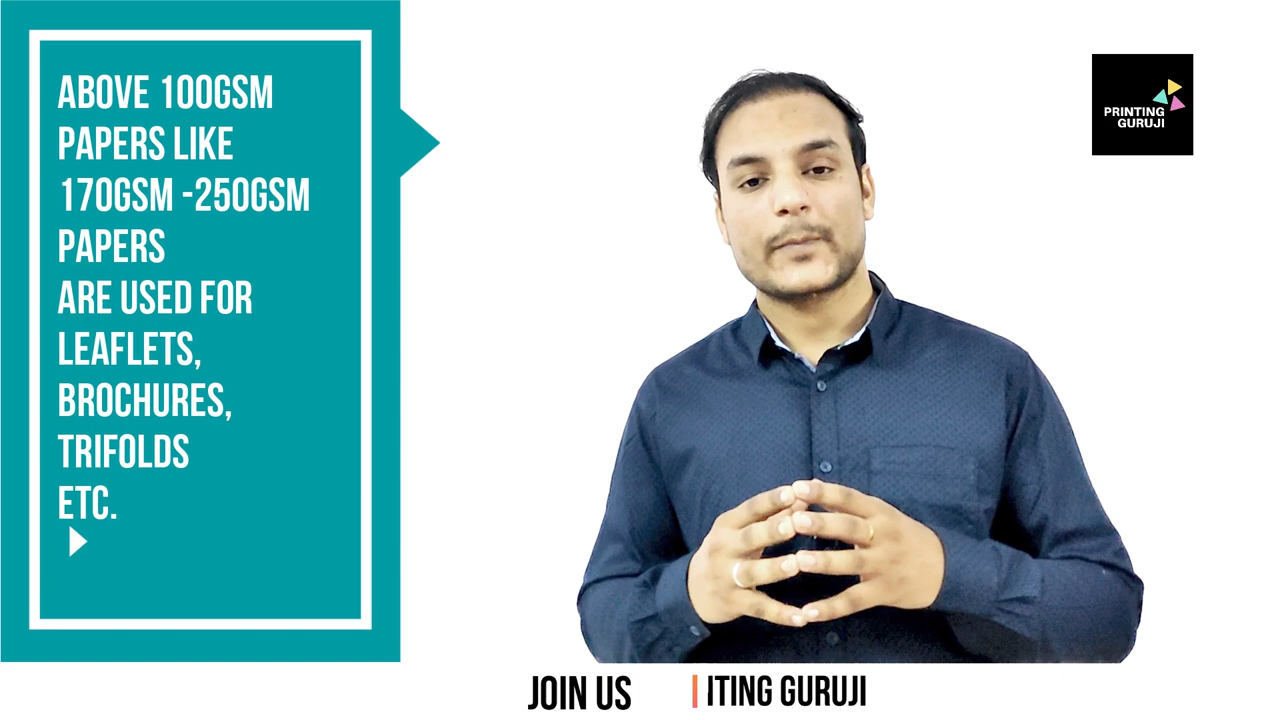 ABOVE 100GSM
PAPERS LIKE
170GSM -250GSM
PAPERS
ARE USED FOR
LEAFLETS,
BROCHURES,
TRIFOLDS
ETC.
PRINTING
GURUJI
JOIN US
ITING GURUJI